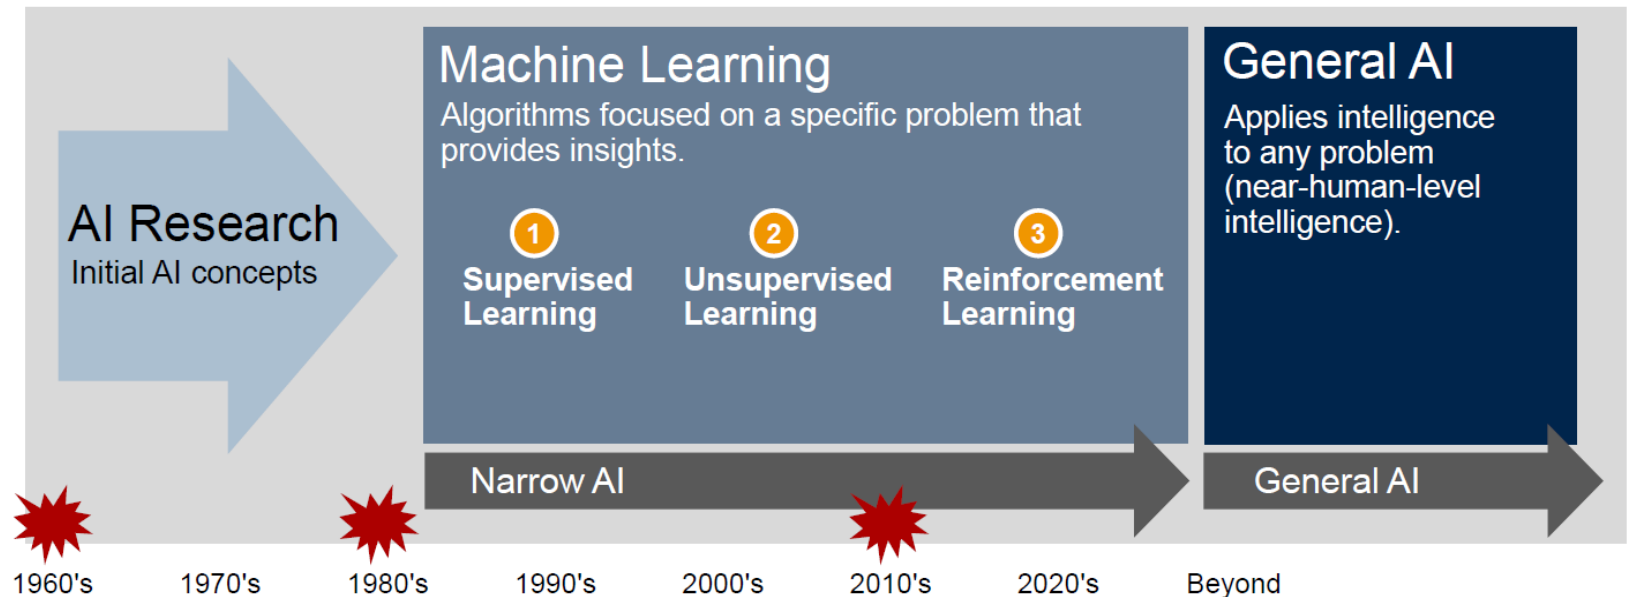 AI Research
Initial AI concepts
Machine Learning
Algorithms focused on a specific problem that
provides insights.
1
Supervised
Learning
2
Unsupervised
Learning
3
Reinforcement
Learning
General AI
Applies intelligence
to any problem
(near-human-level
intelligence).
Narrow AI
General AI
1960's 1970's 1980's 1990's 2000's 2010's 2020's Beyond